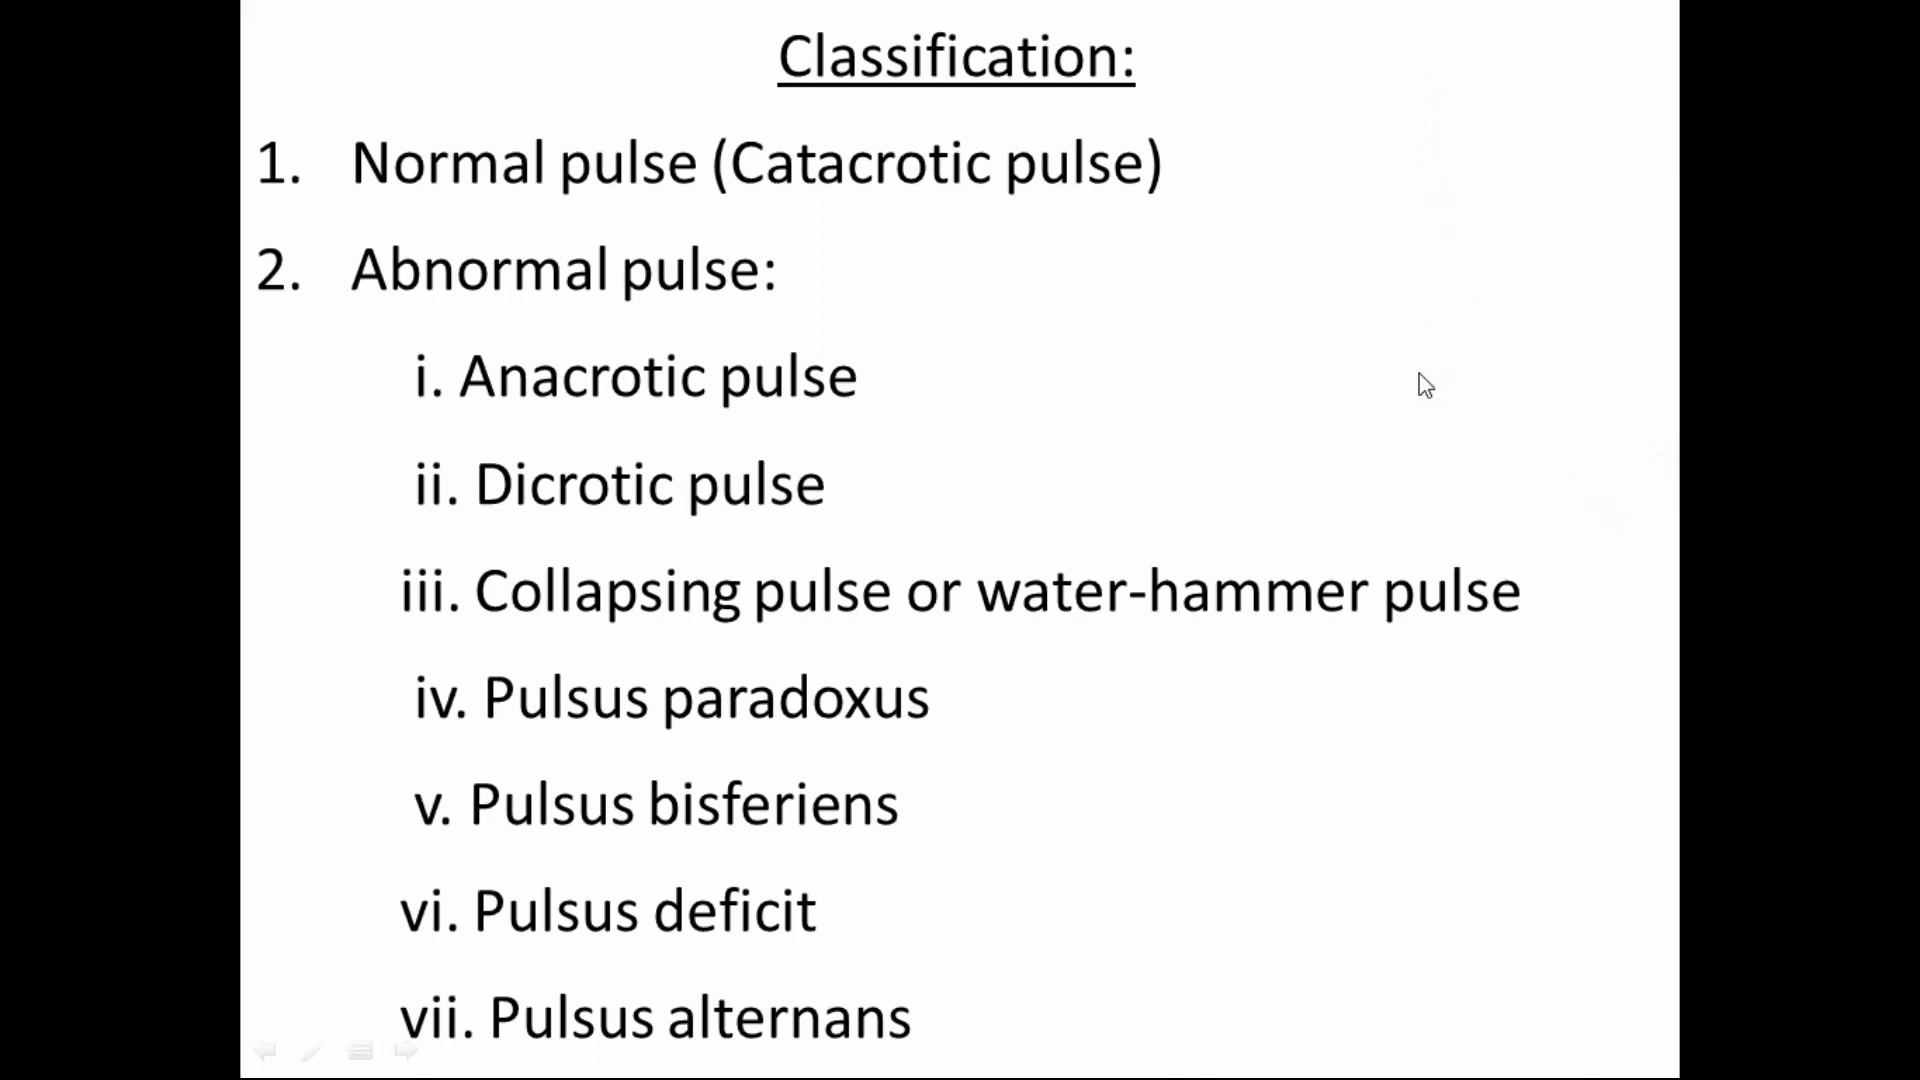 Classification:
1. Normal pulse (Catacrotic pulse)
2. Abnormal pulse:
i. Anacrotic pulse
ii. Dicrotic pulse
iii. Collapsing pulse or water-hammer pulse
iv. Pulsus paradoxus
v. Pulsus bisferiens
vi. Pulsus deficit
vii. Pulsus alternans